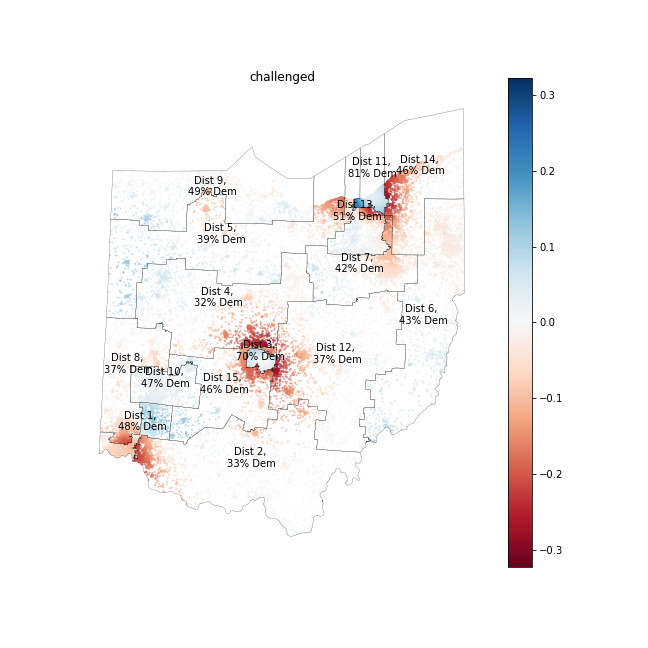 challenged
Dist 11,
81% Dem
Dist 14,
46% Dem
Dist 9,
49% Dem
Dist 13,
51% Dem
Dist 5,
39% Dem
Dist 7,
42% Dem
Dist 4,
32% Dem
Dist 6,
43% Dem
Dist 3,
70% Dem
Dist 12,
37% Dem
Dist 8,
37% Dem
Dist 10,
47% Dem
Dist 15,
46% Dem
Dist 1,
48% Dem
Dist 2,
33% Dem
0.3
0.2
0.1
0.0
−0.1
−0.2
−0.3